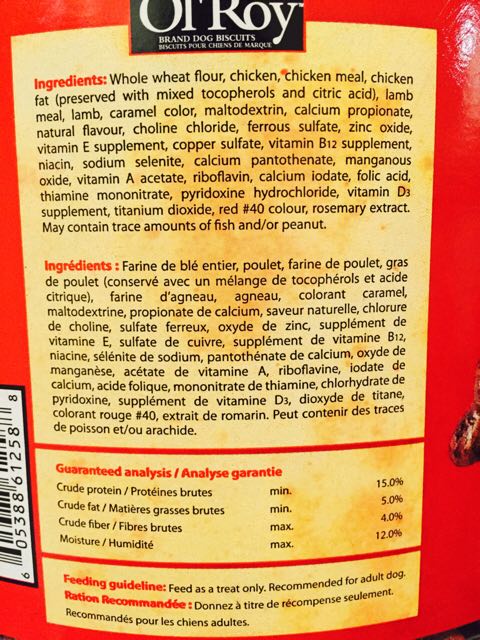 Ol' Roy
BRAND DOG BISCUITS
BISCUITS POUR CHIENS DE MARQUE
Ingredients: Whole wheat flour, chicken, chicken meal, chicken
fat (preserved with mixed tocopherols and citric acid), lamb
meal, lamb, caramel color, maltodextrin, calcium propionate,
natural flavour, choline chloride, ferrous sulfate, zinc oxide,
vitamin E supplement, copper sulfate, vitamin B12 supplement,
niacin, sodium selenite, calcium pantothenate, manganous
oxide, vitamin A acetate, riboflavin, calcium iodate, folic acid,
thiamine mononitrate, pyridoxine hydrochloride, vitamin D3
supplement, titanium dioxide, red #40 colour, rosemary extract.
May contain trace amounts of fish and/or peanut.
Ingrédients : Farine de blé entier, poulet, farine de poulet, gras
de poulet (conservé avec un mélange de tocophérols et acide
citrique), farine d'agneau, agneau, colorant caramel,
maltodextrine, propionate de calcium, saveur naturelle, chlorure
de choline, sulfate ferreux, oxyde de zinc, supplément de
vitamine E, sulfate de cuivre, supplément de vitamine B12,
niacine, sélénite de sodium, pantothénate de calcium, oxyde de
manganèse, acétate de vitamine A, riboflavine, iodate de
calcium, acide folique, mononitrate de thiamine, chlorhydrate de
pyridoxine, supplément de vitamine D3, dioxyde de titane,
colorant rouge #40, extrait de romarin. Peut contenir des traces
de poisson et/ou arachide.
Guaranteed analysis / Analyse garantie
Crude protein / Protéines brutes min. 15.0%
Crude fat / Matières grasses brutes min. 5.0%
Crude fiber / Fibres brutes max. 4.0%
Moisture / Humidité max. 12.0%
Feeding guideline: Feed as a treat only. Recommended for adult dog.
Ration Recommandée : Donnez à titre de récompense seulement.
Recommandés pour les chiens adultes.
6 05388 61258 8